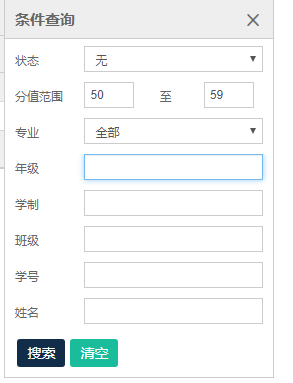 条件查询 ×
状态 无
分值范围 50 至 59
专业 全部
年级
学制
班级
学号
姓名
搜索 清空